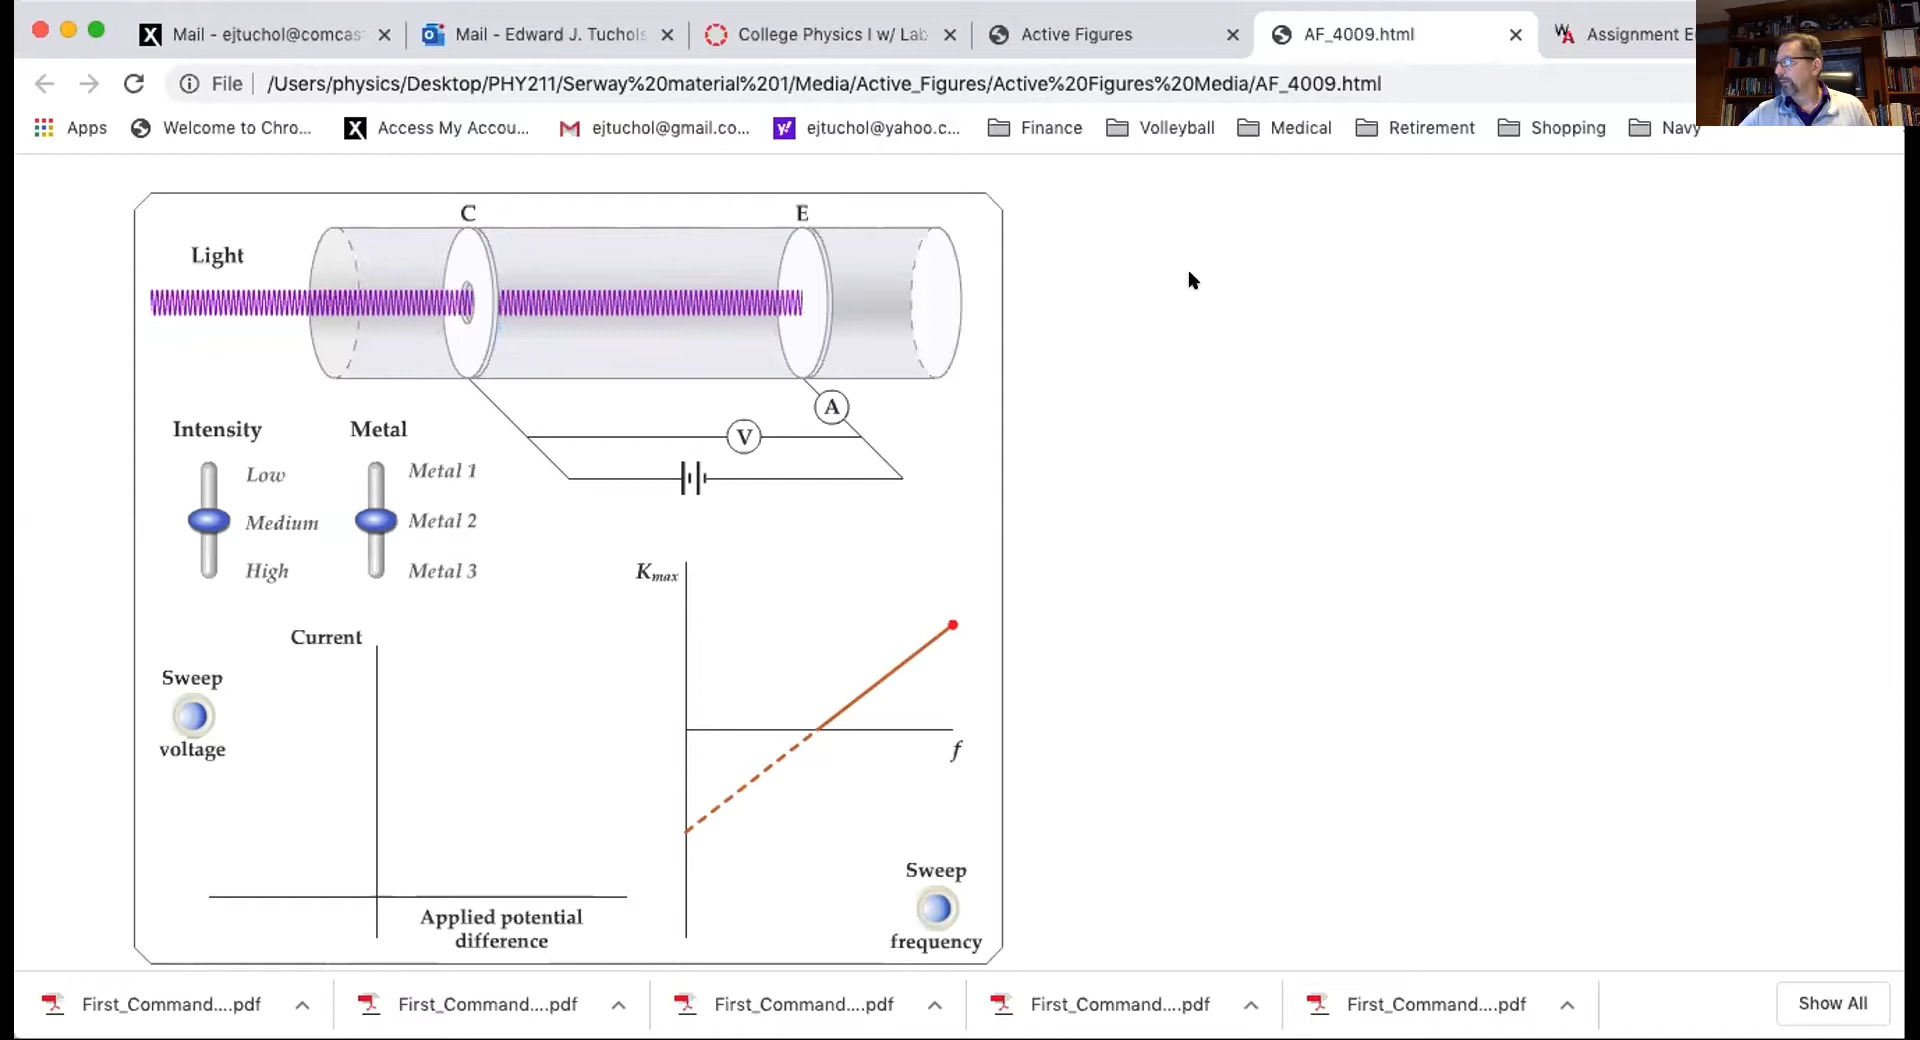 Mail - ejtuchol@comcas
Mail - Edward J. Tuchols
College Physics I w/ Lab
Active Figures
AF_4009.html
Assignment E
File /Users/physics/Desktop/PHY211/Serway%20material%201/Media/Active_Figures/Active%20Figures%20Media/AF_4009.html
Apps
Welcome to Chro...
Access My Accou...
ejtuchol@gmail.co...
ejtuchol@yahoo.c...
Finance
Volleyball
Medical
Retirement
Shopping
Navy
C
E
Light
A
V
Intensity
Low
Medium
High
Metal
Metal 1
Metal 2
Metal 3
Kmax
f
Current
Sweep
voltage
Applied potential
difference
Sweep
frequency
First_Command....pdf
First_Command....pdf
First_Command....pdf
First_Command....pdf
First_Command....pdf
Show All